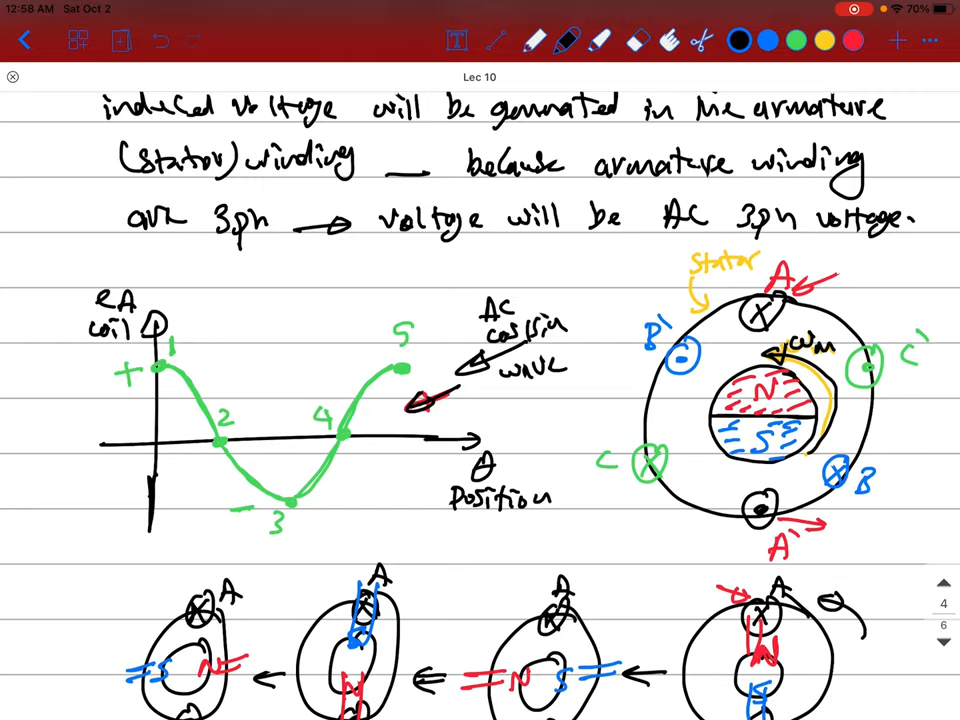 12:58 AM Sat Oct 2
70%
Lec 10
induced voltage will be generated in the armature
(stator) winding — because armature winding
are 3ph → voltage will be AC 3ph voltage.
eA
coil
+
1
2
3
4
5
-
AC
wave
θ
position
stator
A
B'
ωm
C'
N
S
C
B
A'
A
A
A
A
S N
N
N S
N
S
4
6